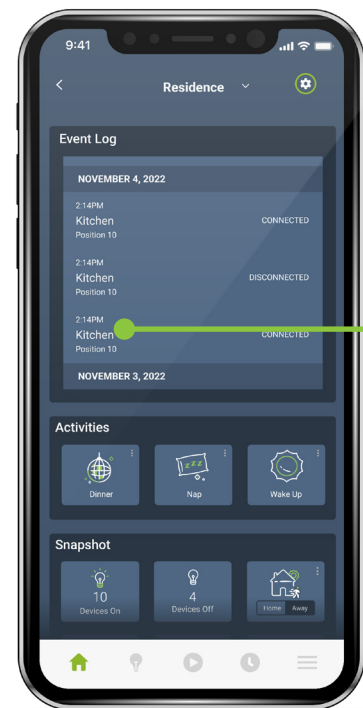 9:41
Residence
Event Log
NOVEMBER 4, 2022
2:14PM
Kitchen
CONNECTED
Position 10
2:14PM
Kitchen
DISCONNECTED
Position 10
2:14PM
Kitchen
CONNECTED
Position 10
NOVEMBER 3, 2022
Activities
zzz
Dinner
Nap
Wake Up
Snapshot
10
Devices On
4
Devices Off
Home
Away